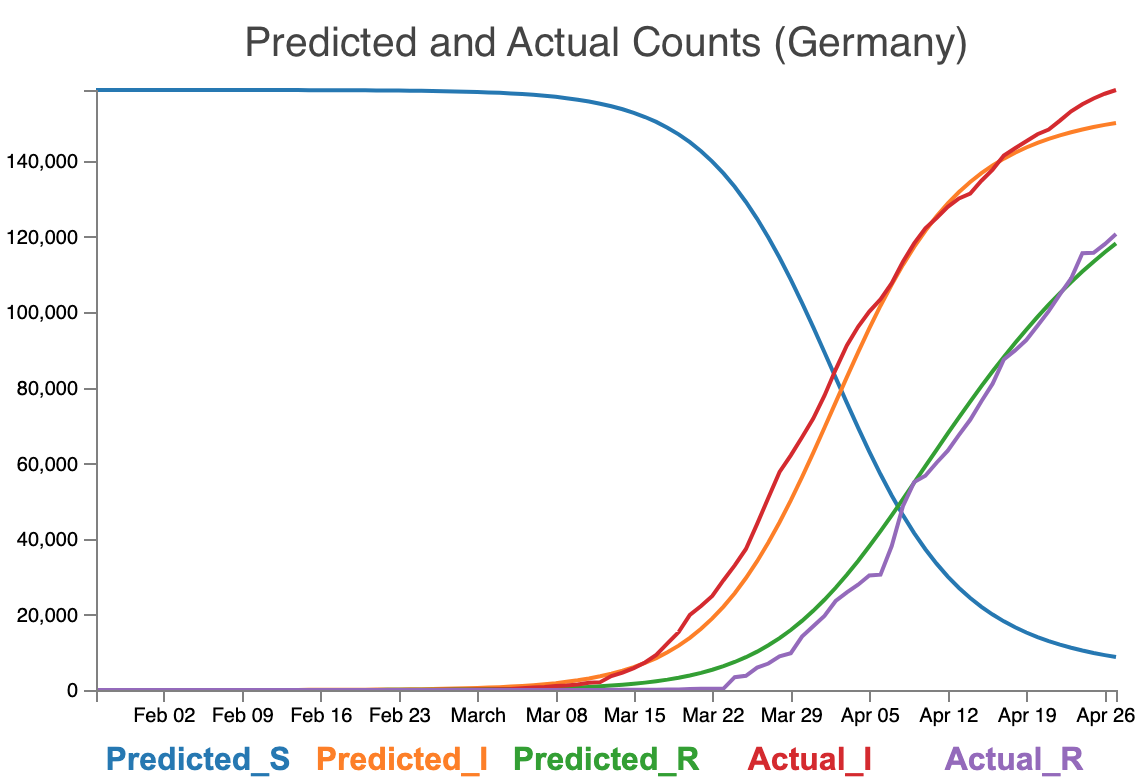 Predicted and Actual Counts (Germany)
140,000
120,000
100,000
80,000
60,000
40,000
20,000
0
Feb 02 Feb 09 Feb 16 Feb 23 March Mar 08 Mar 15 Mar 22 Mar 29 Apr 05 Apr 12 Apr 19 Apr 26
Predicted_S Predicted_I Predicted_R Actual_I Actual_R